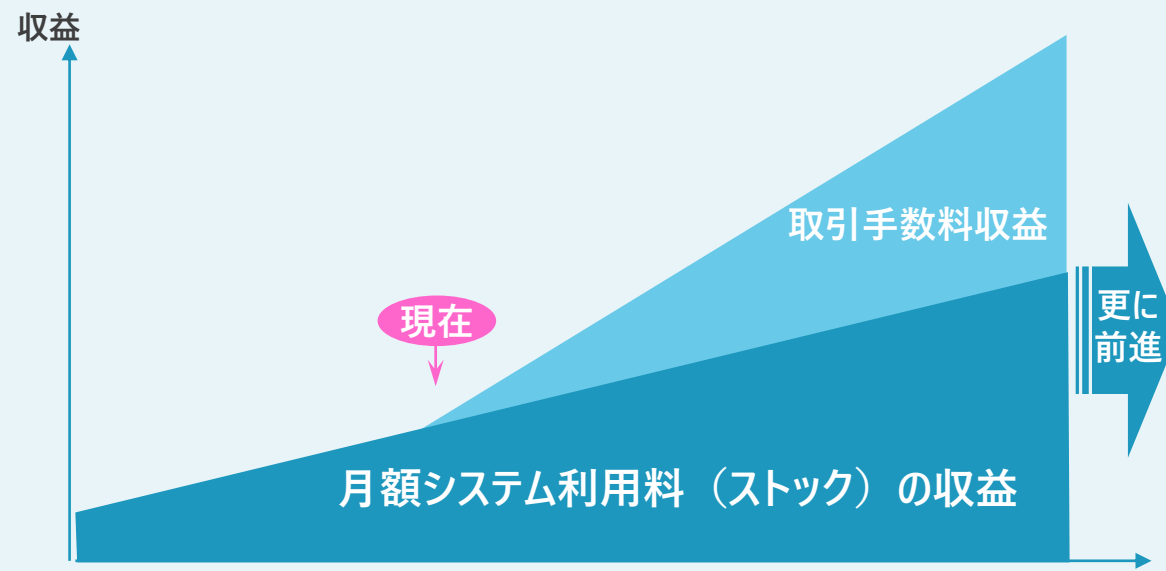 収益
取引手数料収益
現在
更に
前進
月額システム利用料（ストック）の収益